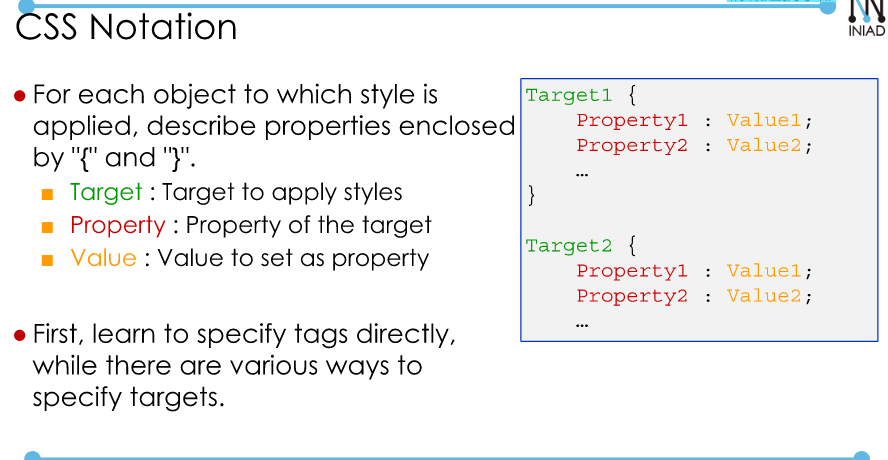 CSS Notation
INIAD
● For each object to which style is
applied, describe properties enclosed
by "{" and "}".
■ Target : Target to apply styles
■ Property : Property of the target
■ Value : Value to set as property
● First, learn to specify tags directly,
while there are various ways to
specify targets.
Target1 {
Property1 : Value1;
Property2 : Value2;
…
}
Target2 {
Property1 : Value1;
Property2 : Value2;
…